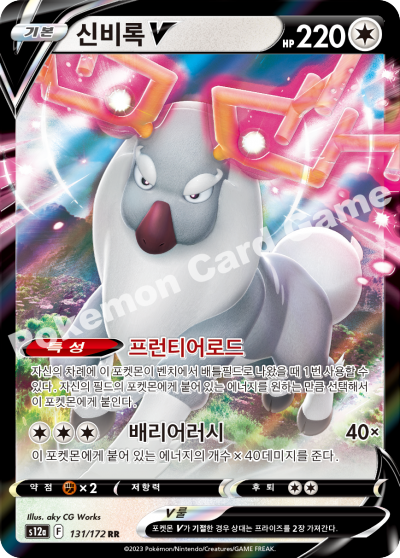 기본 신비록V HP 220
특성 프런티어로드
자신의 차례에 이 포켓몬이 벤치에서 배틀필드로 나왔을 때 1번 사용할 수
있다. 자신의 필드의 포켓몬에게 붙어 있는 에너지를 원하는 만큼 선택해서
이 포켓몬에게 붙인다.
배리어러시 40×
이 포켓몬에게 붙어 있는 에너지의 개수 × 40데미지를 준다.
약점 ×2 저항력 후퇴
Illus. aky CG Works
s12a F 131/172 RR
V룰
포켓몬 V가 기절한 경우 상대는 프라이즈를 2장 가져간다.
©2023 Pokémon/Nintendo/Creatures/GAME FREAK.
Pokemon Card Game